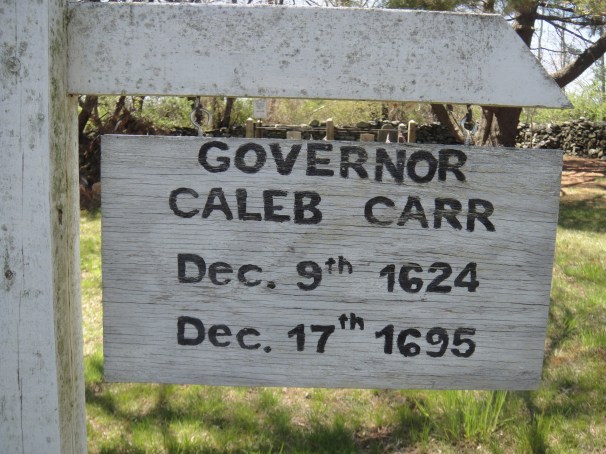 GOVERNOR
CALEB CARR
Dec. 9th 1624
Dec. 17th 1695